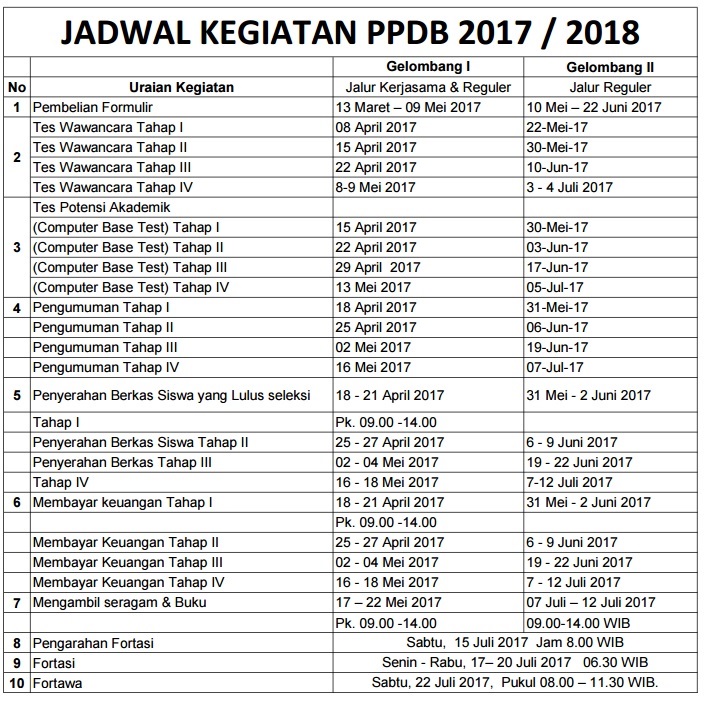 JADWAL KEGIATAN PPDB 2017 / 2018
Gelombang I Gelombang II
No Uraian Kegiatan Jalur Kerjasama & Reguler Jalur Reguler
1 Pembelian Formulir 13 Maret – 09 Mei 2017 10 Mei – 22 Juni 2017
2 Tes Wawancara Tahap I 08 April 2017 22-Mei-17
Tes Wawancara Tahap II 15 April 2017 30-Mei-17
Tes Wawancara Tahap III 22 April 2017 10-Jun-17
Tes Wawancara Tahap IV 8-9 Mei 2017 3 - 4 Juli 2017
3 Tes Potensi Akademik
(Computer Base Test) Tahap I 15 April 2017 30-Mei-17
(Computer Base Test) Tahap II 22 April 2017 03-Jun-17
(Computer Base Test) Tahap III 29 April 2017 17-Jun-17
(Computer Base Test) Tahap IV 13 Mei 2017 05-Jul-17
4 Pengumuman Tahap I 18 April 2017 31-Mei-17
Pengumuman Tahap II 25 April 2017 06-Jun-17
Pengumuman Tahap III 02 Mei 2017 19-Jun-17
Pengumuman Tahap IV 16 Mei 2017 07-Jul-17
5 Penyerahan Berkas Siswa yang Lulus seleksi 18 - 21 April 2017 31 Mei - 2 Juni 2017
Tahap I Pk. 09.00 -14.00
Penyerahan Berkas Siswa Tahap II 25 - 27 April 2017 6 - 9 Juni 2017
Penyerahan Berkas Tahap III 02 - 04 Mei 2017 19 - 22 Juni 2017
Tahap IV 16 - 18 Mei 2017 7-12 Juli 2017
6 Membayar keuangan Tahap I 18 - 21 April 2017 31 Mei - 2 Juni 2017
Pk. 09.00 -14.00
Membayar Keuangan Tahap II 25 - 27 April 2017 6 - 9 Juni 2017
Membayar Keuangan Tahap III 02 - 04 Mei 2017 19 - 22 Juni 2017
Membayar Keuangan Tahap IV 16 - 18 Mei 2017 7 - 12 Juli 2017
7 Mengambil seragam & Buku 17 – 22 Mei 2017 07 Juli – 12 Juli 2017
Pk. 09.00 -14.00 09.00-14.00 WIB
8 Pengarahan Fortasi Sabtu, 15 Juli 2017 Jam 8.00 WIB
9 Fortasi Senin - Rabu, 17– 20 Juli 2017 06.30 WIB
10 Fortawa Sabtu, 22 Juli 2017, Pukul 08.00 – 11.30 WIB.